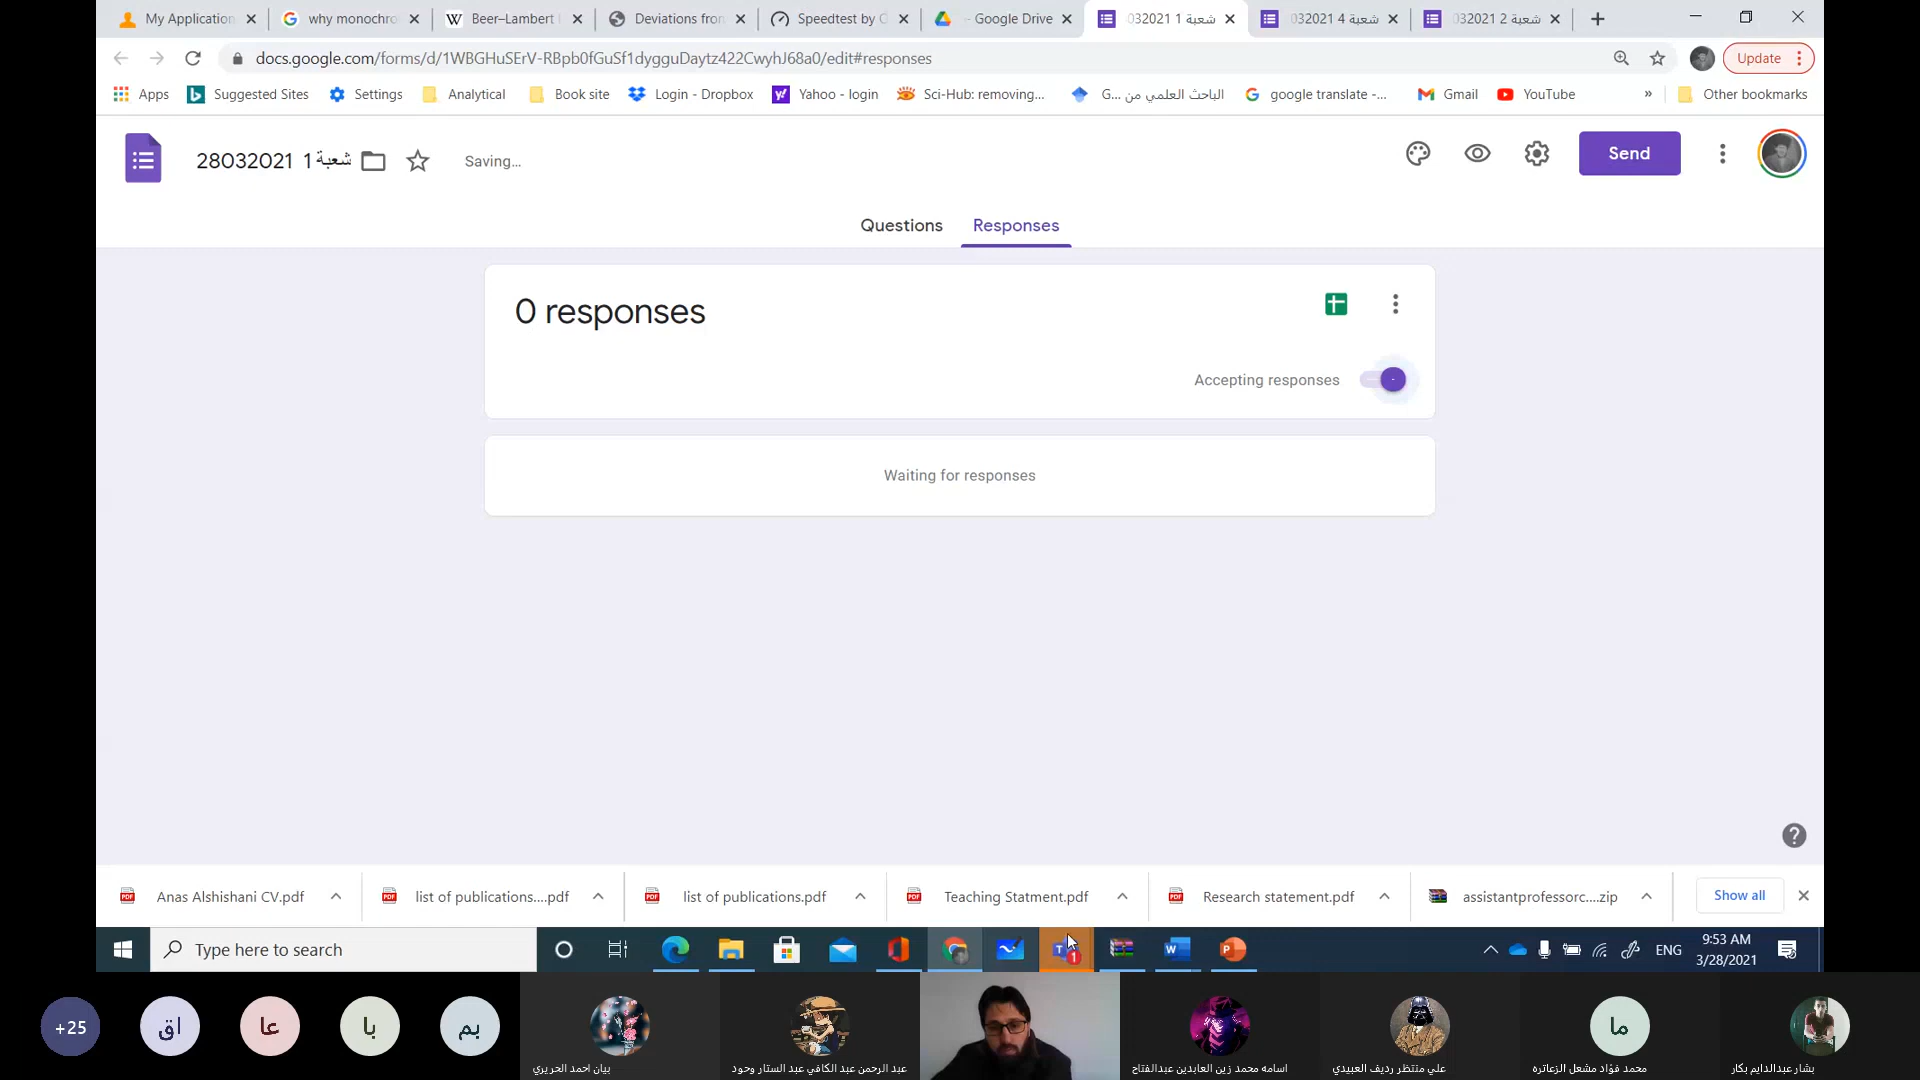 My Application
why monochro
Beer–Lambert
Deviations fron
Speedtest by O
- Google Drive
032021 1 شعبة
032021 4 شعبة
032021 2 شعبة
docs.google.com/forms/d/1WBGHuSErV-RBpb0fGuSf1dygguDaytz422CwyhJ68a0/edit#responses
Update
Apps
Suggested Sites
Settings
Analytical
Book site
Login - Dropbox
Yahoo - login
Sci-Hub: removing...
G... الباحث العلمي من
google translate -...
Gmail
YouTube
»
Other bookmarks
28032021 1 شعبة
Saving...
Send
Questions
Responses
0 responses
Accepting responses
Waiting for responses
Anas Alshishani CV.pdf
list of publications....pdf
list of publications.pdf
Teaching Statment.pdf
Research statement.pdf
assistantprofessorc....zip
Show all
Type here to search
1
ENG
9:53 AM
3/28/2021
+25
اق
عا
با
بم
ما
بيان احمد الحريري
عبد الرحمن عبد الكافي عبد الستار وحود
اسامه محمد زين العابدين عبدالفتاح
علي منتظر رديف العبيدي
محمد فؤاد مشعل الزعاتره
بشار عبدالدايم بكار